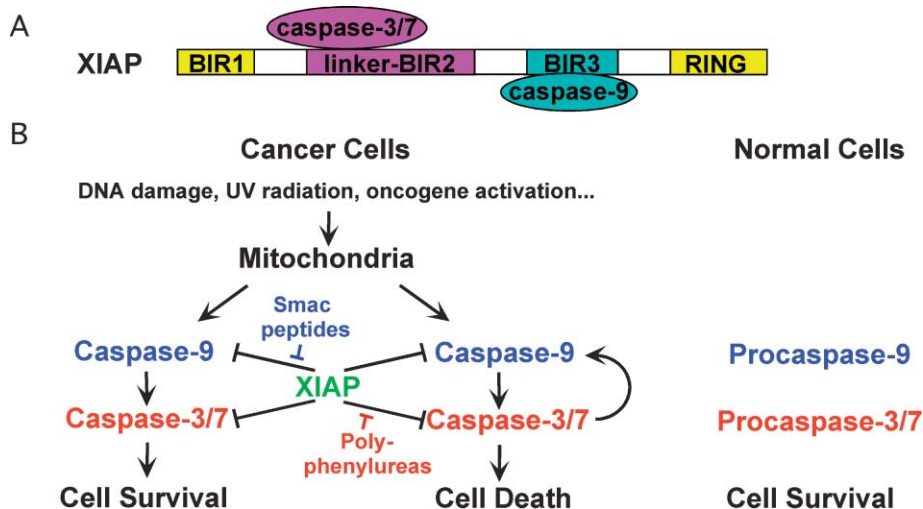 A
caspase-3/7
XIAP BIR1 linker-BIR2 BIR3 RING
caspase-9
B
Cancer Cells Normal Cells
DNA damage, UV radiation, oncogene activation...
Mitochondria
Smac
peptides
Caspase-9 Caspase-9 Procaspase-9
XIAP
Caspase-3/7 Caspase-3/7 Procaspase-3/7
Poly-
phenylureas
Cell Survival Cell Death Cell Survival